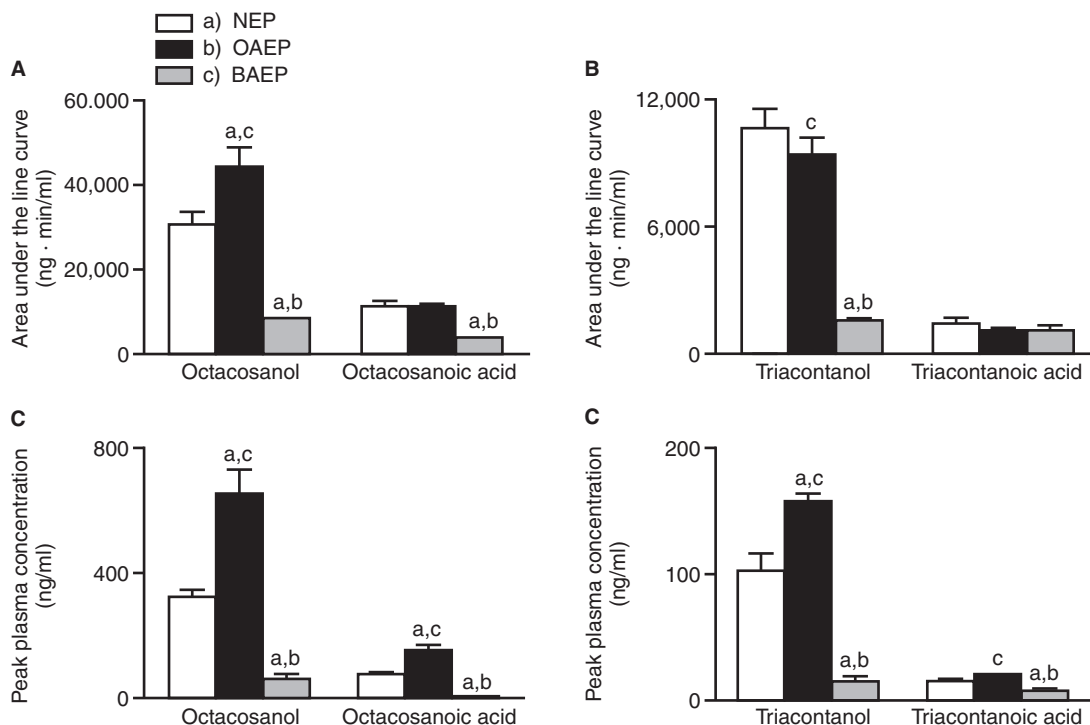 a) NEP
b) OAEP
c) BAEP
A
Area under the line curve
(ng · min/ml)
60.000
40,000
20,000
0
a,c
a,b
a,b
Octacosanol
Octacosanoic acid
B
Area under the line curve
(ng · min/ml)
12,000
6,000
0
c
a,b
Triacontanol
Triacontanoic acid
C
Peak plasma concentration
(ng/ml)
800
400
0
a,c
a,b
a,c
a,b
Octacosanol
Octacosanoic acid
C
Peak plasma concentration
(ng/ml)
200
100
0
a,c
a,b
c
a,b
Triacontanol
Triacontanoic acid